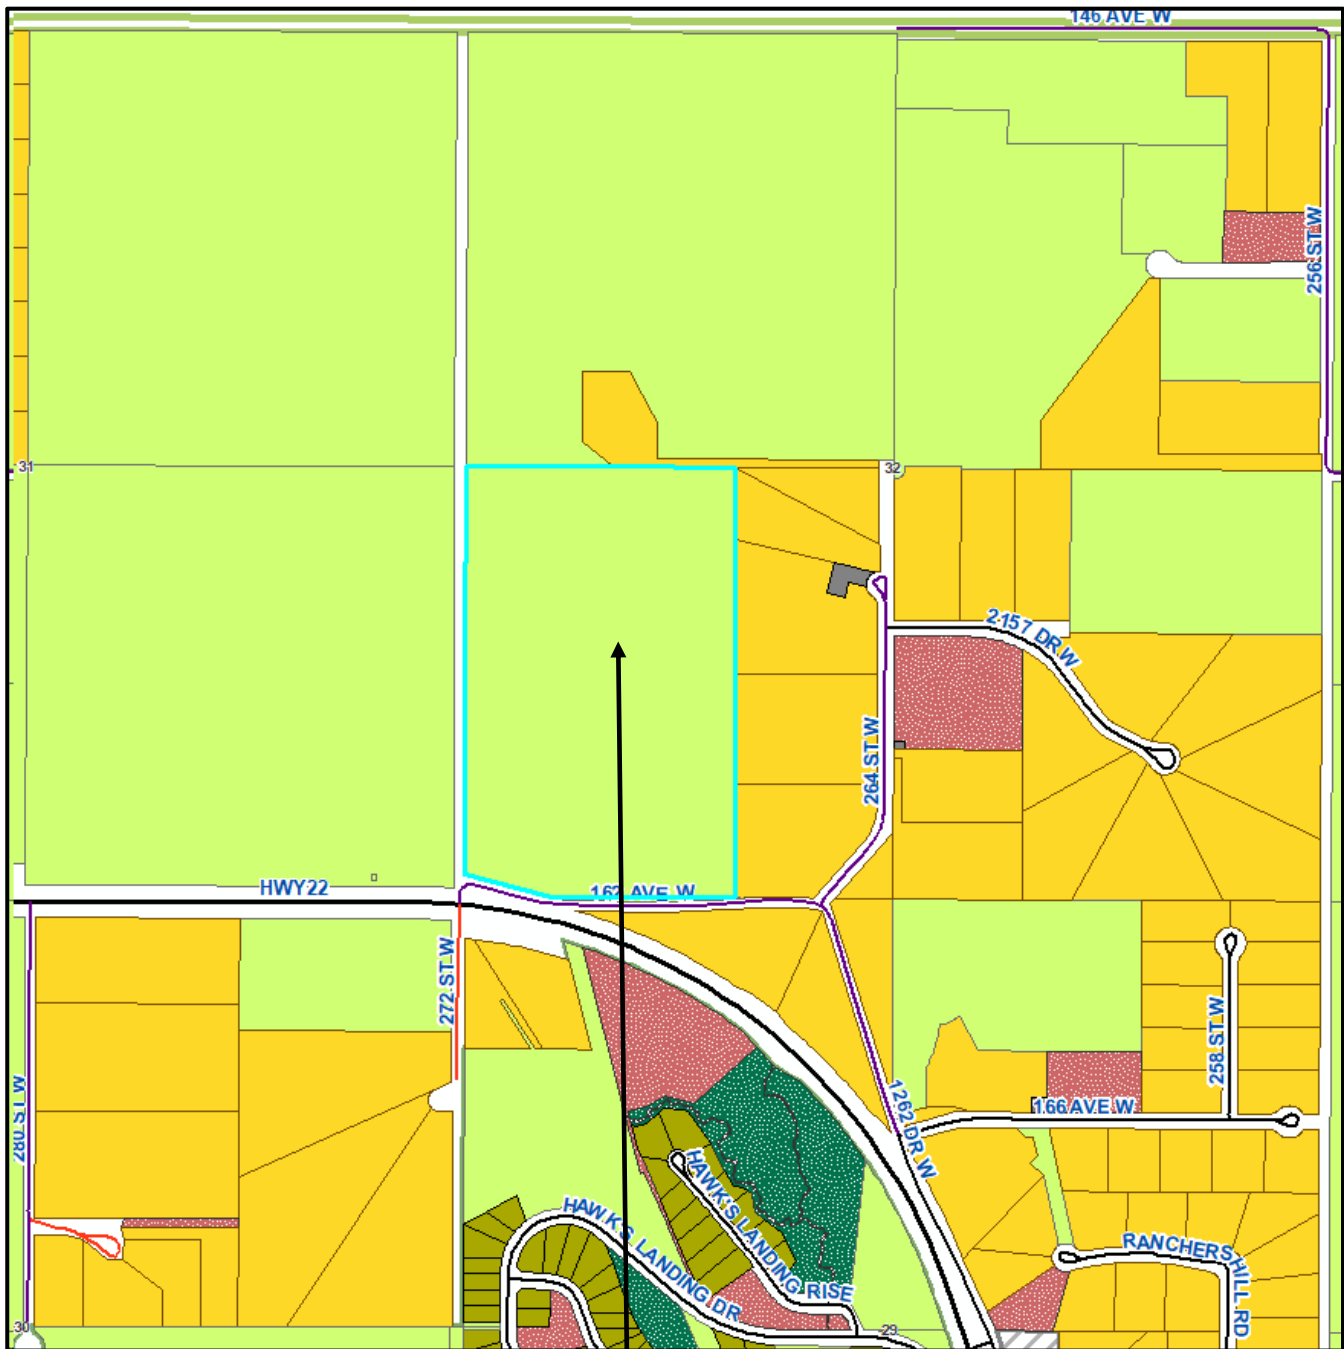 146 AVE W
256 ST W
31
32
2157 DR W
264 ST W
HWY22
162 AVE W
272 ST W
258 ST W
280 ST W
1262 DR W
166 AVE W
HAWK'S LANDING RISE
HAWK'S LANDING DR
RANCHERS HILL RD
30
29